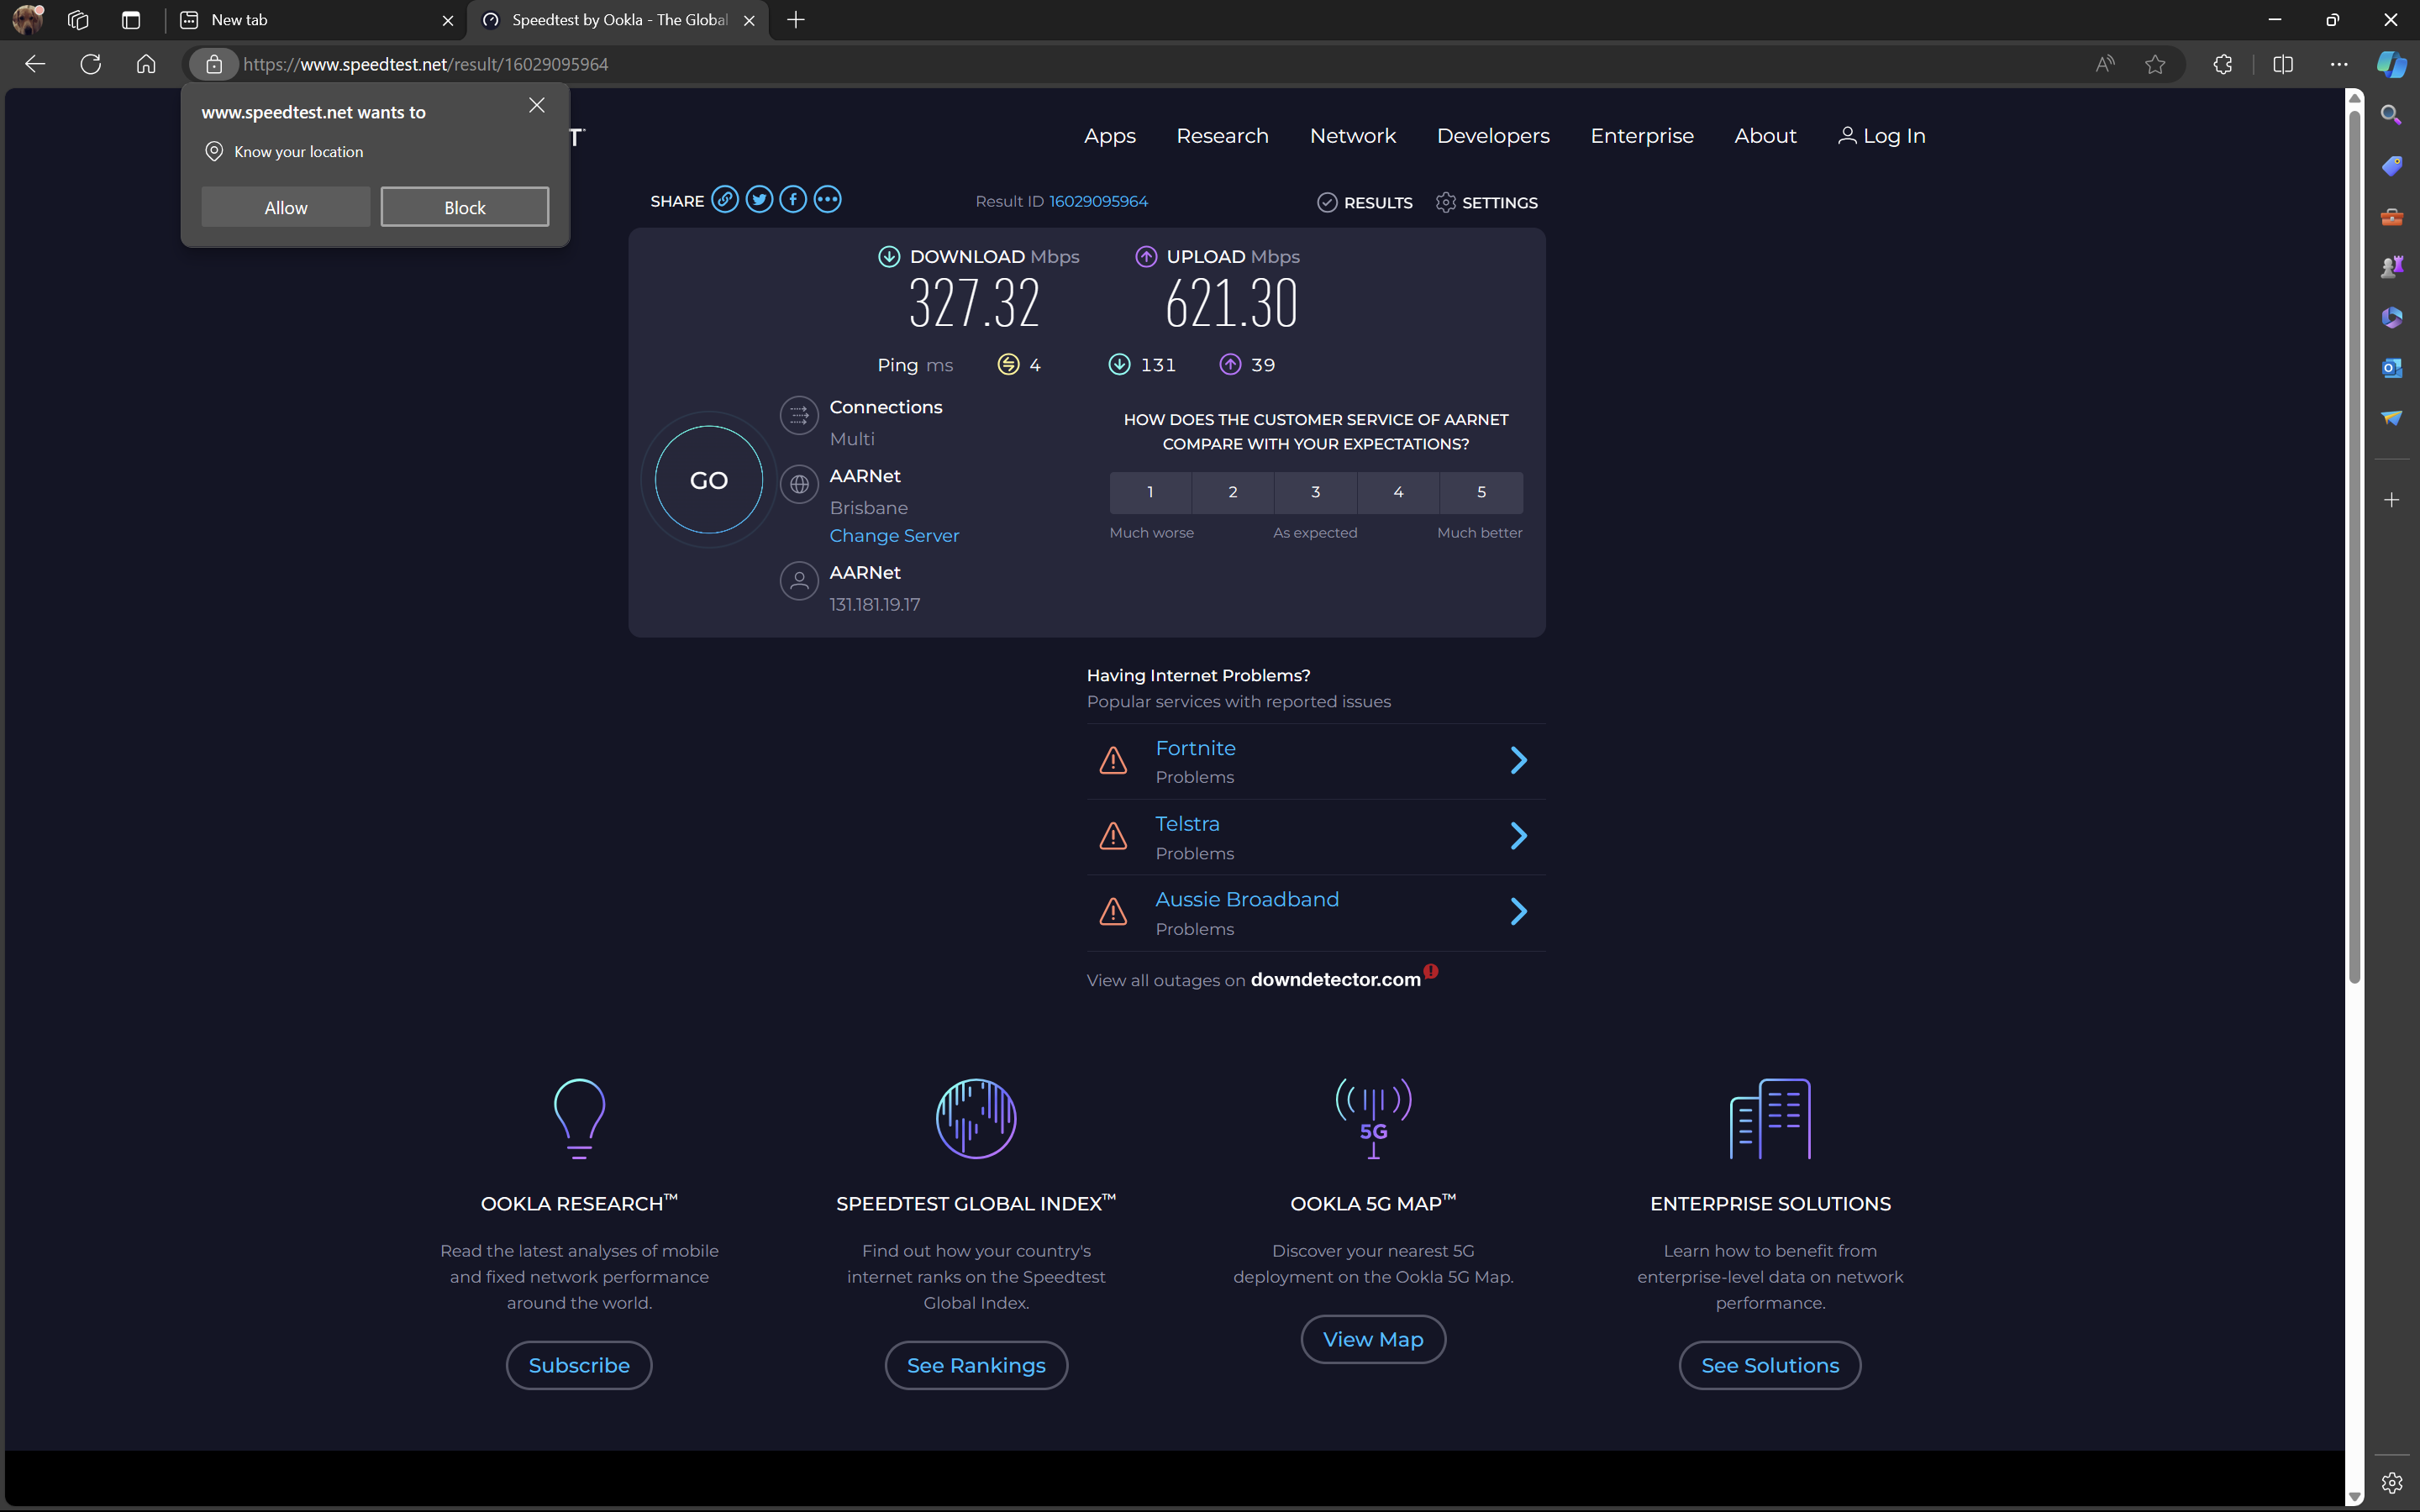 New tab
Speedtest by Ookla - The Global
https://www.speedtest.net/result/16029095964
www.speedtest.net wants to
Know your location
Allow
Block
T
Apps
Research
Network
Developers
Enterprise
About
Log In
SHARE
Result ID 16029095964
RESULTS
SETTINGS
DOWNLOAD Mbps
327.32
UPLOAD Mbps
621.30
Ping ms
4
131
39
GO
Connections
Multi
AARNet
Brisbane
Change Server
AARNet
131.181.19.17
HOW DOES THE CUSTOMER SERVICE OF AARNET
COMPARE WITH YOUR EXPECTATIONS?
1
2
3
4
5
Much worse
As expected
Much better
Having Internet Problems?
Popular services with reported issues
Fortnite
Problems
Telstra
Problems
Aussie Broadband
Problems
View all outages on downdetector.com
5G
OOKLA RESEARCH™
Read the latest analyses of mobile
and fixed network performance
around the world.
Subscribe
SPEEDTEST GLOBAL INDEX™
Find out how your country's
internet ranks on the Speedtest
Global Index.
See Rankings
OOKLA 5G MAP™
Discover your nearest 5G
deployment on the Ookla 5G Map.
View Map
ENTERPRISE SOLUTIONS
Learn how to benefit from
enterprise-level data on network
performance.
See Solutions